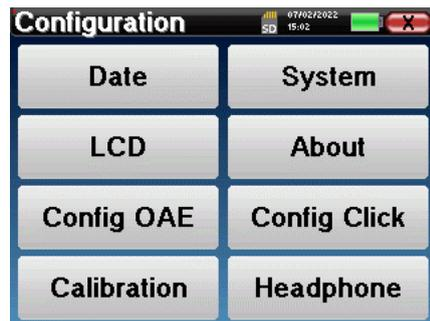 Configuration
SD
07/02/2022
15:02
X
Date
System
LCD
About
Config OAE
Config Click
Calibration
Headphone